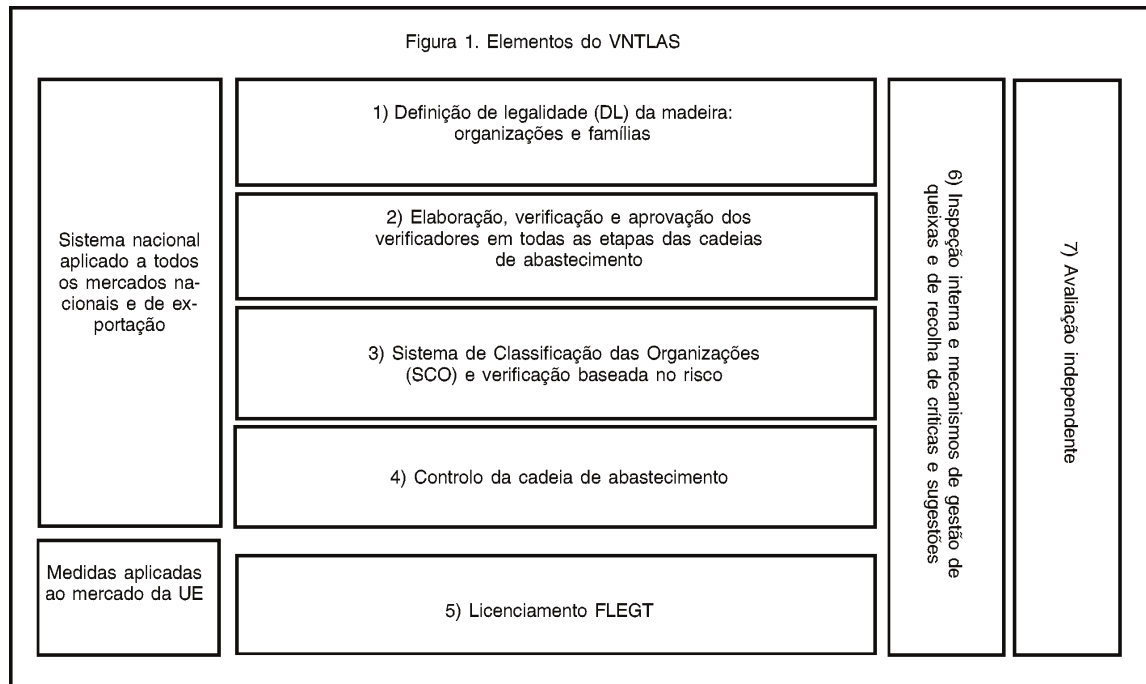 Figura 1. Elementos do VNTLAS
Sistema nacional
aplicado a todos
os mercados na-
cionais e de ex-
portação
1) Definição de legalidade (DL) da madeira:
organizações e famílias
2) Elaboração, verificação e aprovação dos
verificadores em todas as etapas das cadeias
de abastecimento
3) Sistema de Classificação das Organizações
(SCO) e verificação baseada no risco
4) Controlo da cadeia de abastecimento
Medidas aplicadas
ao mercado da UE
5) Licenciamento FLEGT
6) Inspeção interna e mecanismos de gestão de
queixas e de recolha de críticas e sugestões
7) Avaliação independente